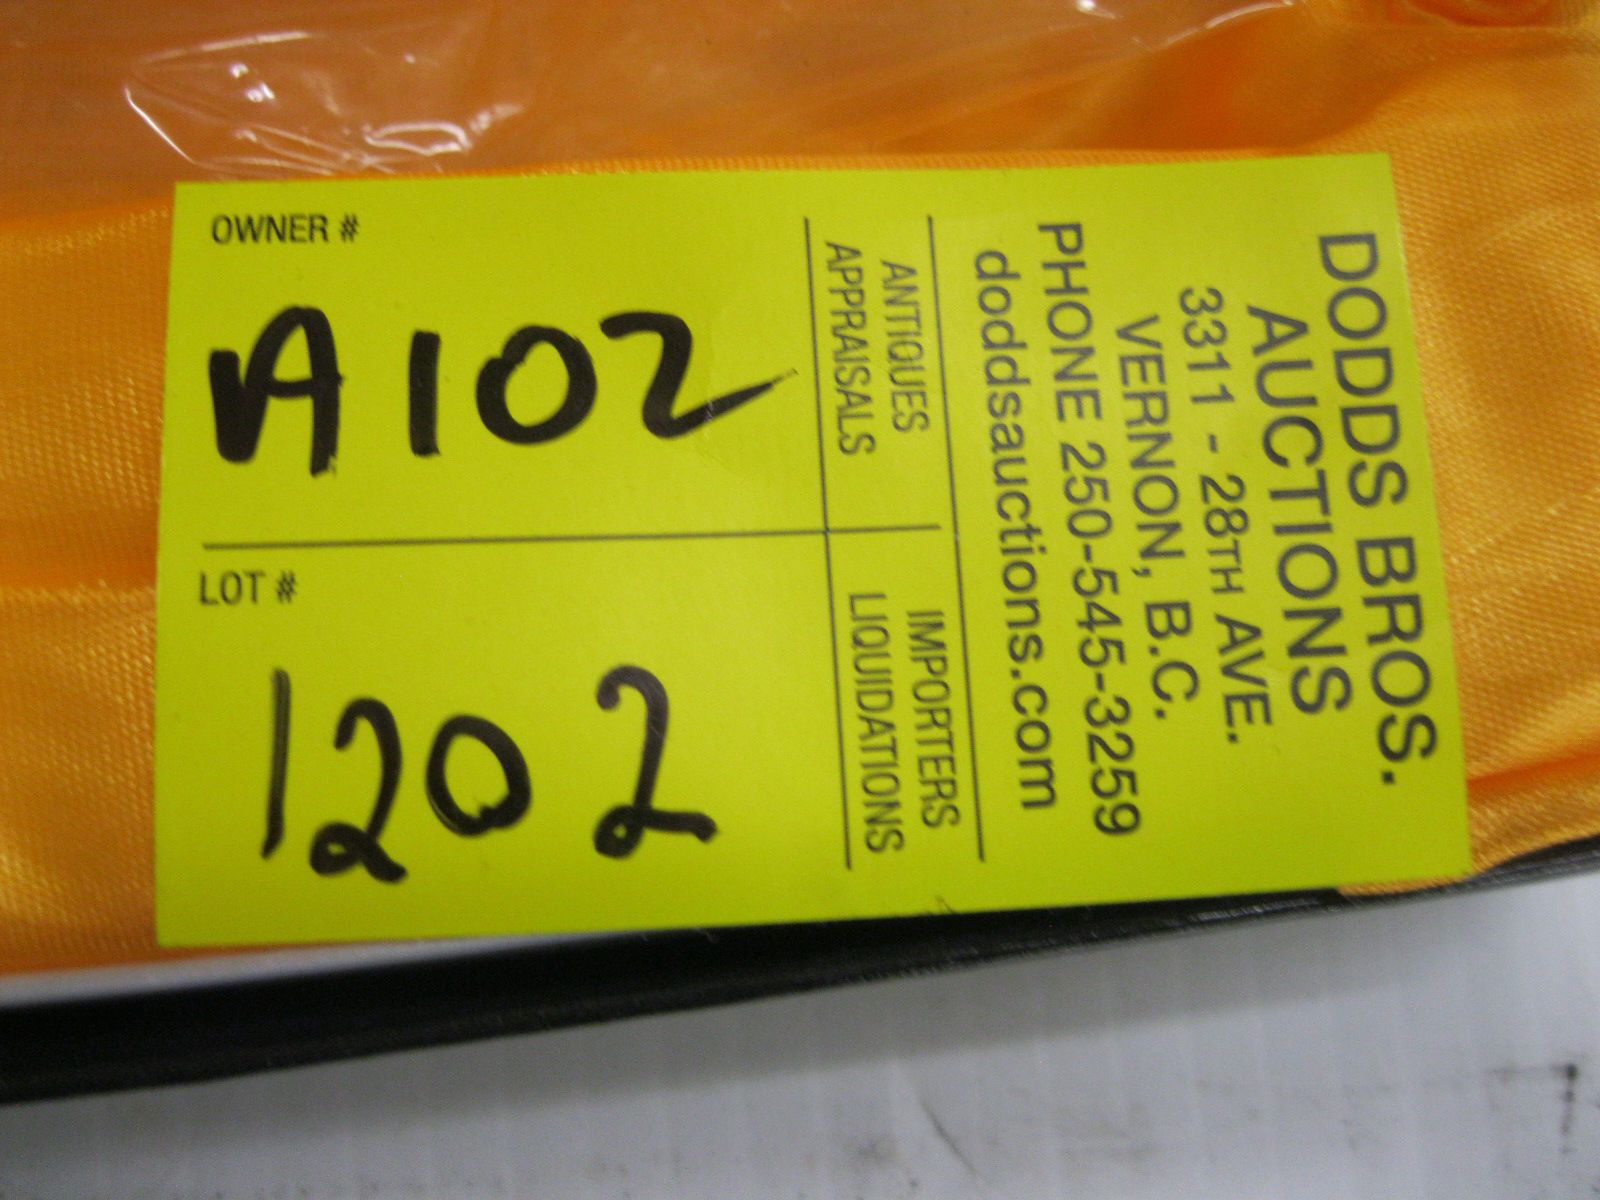 DODDS BROS.
AUCTIONS
3311 - 28TH AVE.
VERNON, B.C.
PHONE 250-545-3259
doddsauctions.com
ANTIQUES IMPORTERS
APPRAISALS LIQUIDATIONS
OWNER #
A102
LOT #
1202